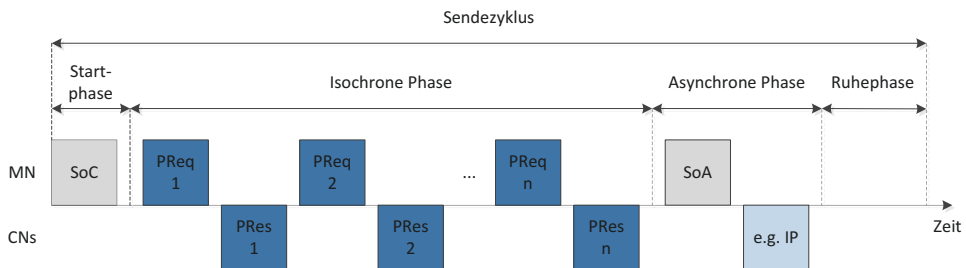 Sendezyklus
Start-
phase
Isochrone Phase
Asynchrone Phase
Ruhephase
MN
SoC
PReq
1
PReq
2
...
PReq
n
SoA
Zeit
CNs
PRes
1
PRes
2
PRes
n
e.g. IP